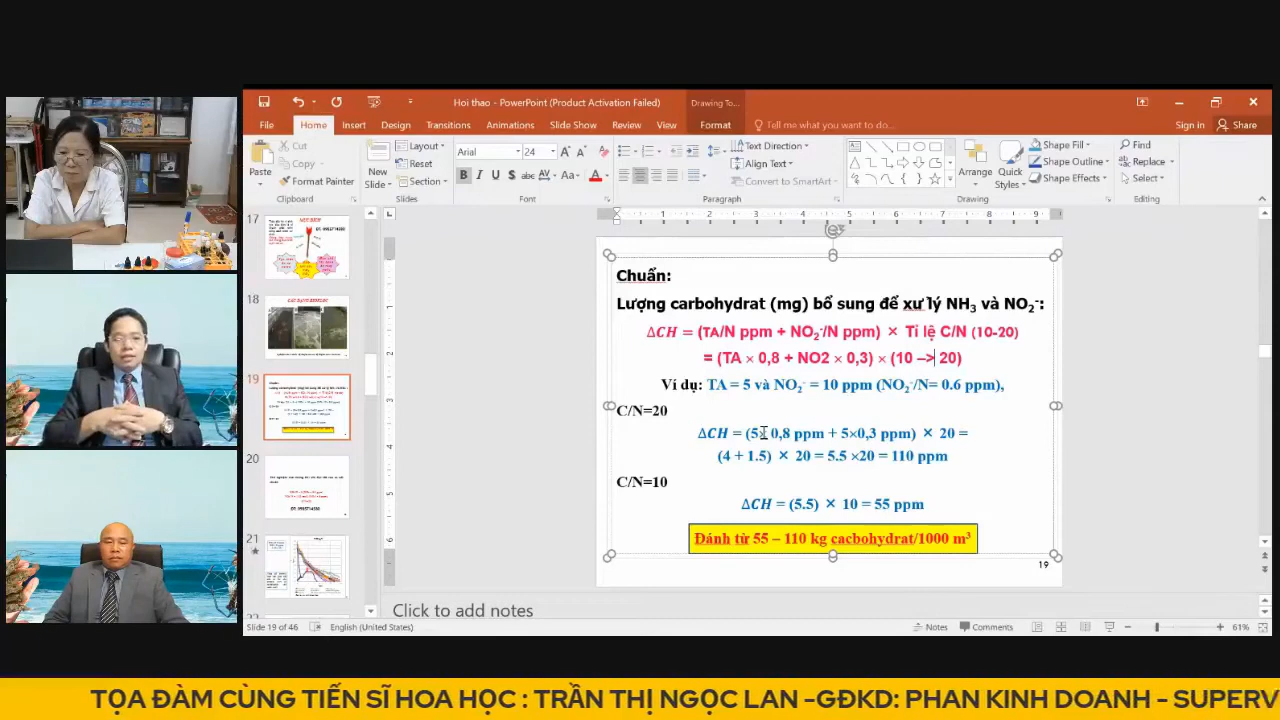 Hoi thao - PowerPoint (Product Activation Failed)
Drawing To...
File Home Insert Design Transitions Animations Slide Show Review View Format Tell me what you want to do... Sign in Share
Paste
Cut
Copy
Format Painter
Clipboard
New Slide
Layout
Reset
Section
Slides
Arial 24
B I U S abc AV Aa A
Font
Text Direction
Align Text
Convert to SmartArt
Paragraph
Arrange
Quick Styles
Shape Fill
Shape Outline
Shape Effects
Drawing
Find
Replace
Select
Editing
17
18
19
20
21
Chuẩn:
Lượng carbohydrat (mg) bổ sung để xư lý NH3 và NO2-:
ΔCH = (TA/N ppm + NO2-/N ppm) × Tỉ lệ C/N (10-20)
= (TA × 0,8 + NO2 × 0,3) × (10 –> 20)
Ví dụ: TA = 5 và NO2- = 10 ppm (NO2-/N= 0.6 ppm),
C/N=20
ΔCH = (5× 0,8 ppm + 5×0,3 ppm) × 20 =
(4 + 1.5) × 20 = 5.5 ×20 = 110 ppm
C/N=10
ΔCH = (5.5) × 10 = 55 ppm
Đánh từ 55 – 110 kg cacbohydrat/1000 m3
19
Click to add notes
Slide 19 of 46 English (United States) Notes Comments 61%
TỌA ĐÀM CÙNG TIẾN SĨ HOA HỌC : TRẦN THỊ NGỌC LAN -GĐKD: PHAN KINH DOANH - SUPERV